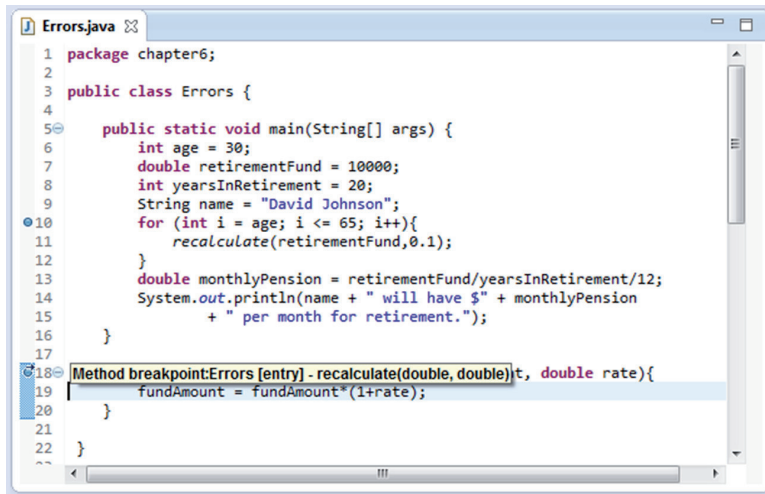 Errors.java
1 package chapter6;
2
3 public class Errors {
4
5 public static void main(String[] args) {
6 int age = 30;
7 double retirementFund = 10000;
8 int yearsInRetirement = 20;
9 String name = "David Johnson";
10 for (int i = age; i <= 65; i++){
11 recalculate(retirementFund,0.1);
12 }
13 double monthlyPension = retirementFund/yearsInRetirement/12;
14 System.out.println(name + " will have $" + monthlyPension
15 + " per month for retirement.");
16 }
17
18 Method breakpoint:Errors [entry] - recalculate(double, double) t, double rate){
19 fundAmount = fundAmount*(1+rate);
20 }
21
22 }